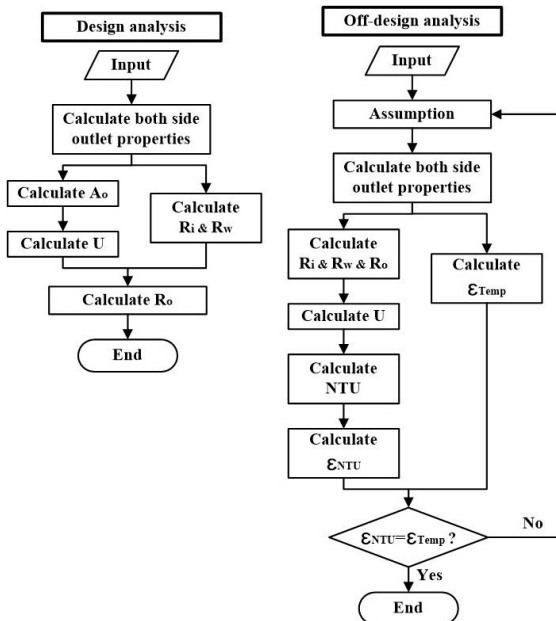 Design analysis
Input
Calculate both side
outlet properties
Calculate Ao
Calculate U
Calculate
Ri & Rw
Calculate Ro
End
Off-design analysis
Input
Assumption
Calculate both side
outlet properties
Calculate
Ri & Rw & Ro
Calculate U
Calculate
NTU
Calculate
εNTU
Calculate
εTemp
εNTU=εTemp ?
No
Yes
End